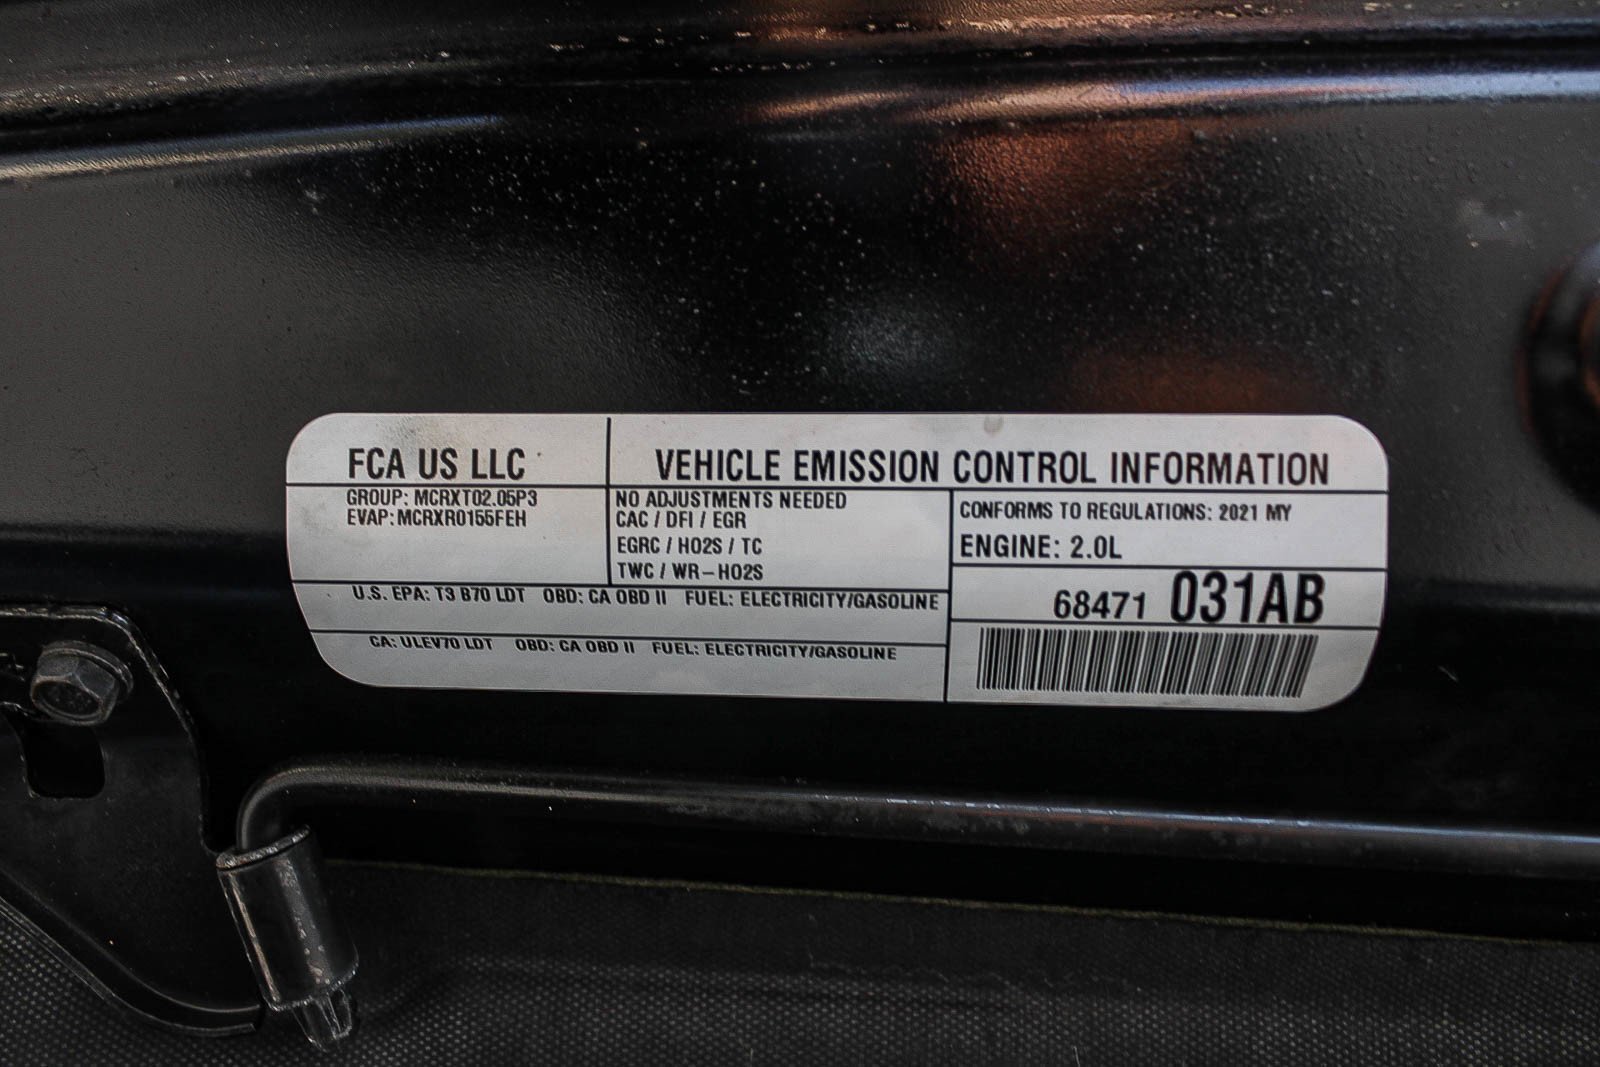 FCA US LLC
VEHICLE EMISSION CONTROL INFORMATION
GROUP: MCRXT02.05P3
EVAP: MCRXR0155FEH
NO ADJUSTMENTS NEEDED
CAC / DFI / EGR
EGRC / HO2S / TC
TWC / WR-HO2S
CONFORMS TO REGULATIONS: 2021 MY
ENGINE: 2.0L
U.S. EPA: T3 B70 LDT OBD: CA OBD II FUEL: ELECTRICITY/GASOLINE
68471 031AB
CA: ULEV70 LDT OBD: CA OBD II FUEL: ELECTRICITY/GASOLINE